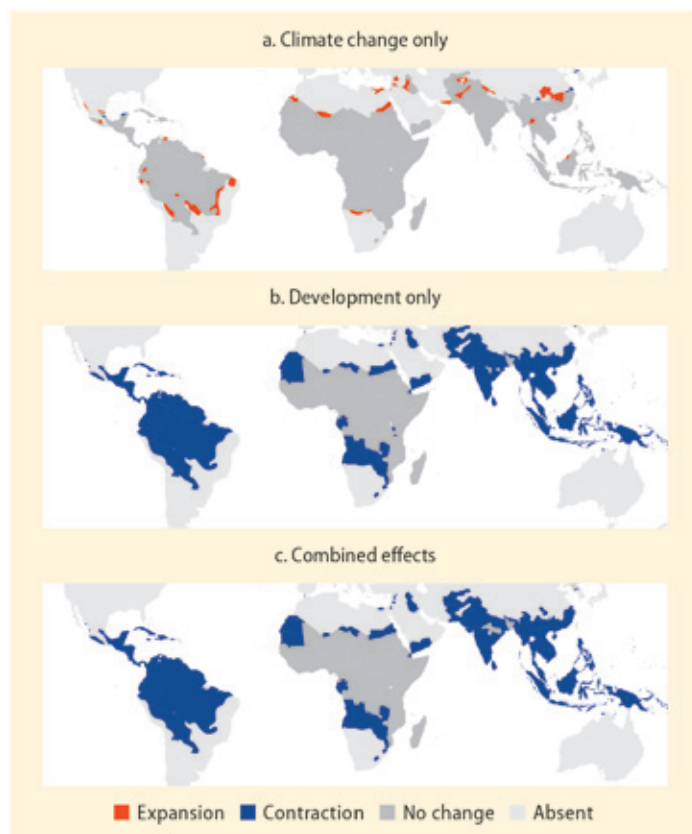 a. Climate change only
b. Development only
c. Combined effects
Expansion Contraction No change Absent